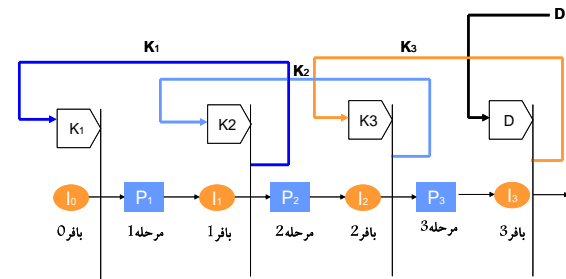 D
K₁
K₂
K₃
K₁
K2
K3
D
I₀
P₁
I₁
P₂
I₂
P₃
I₃
بافر0
مرحله1
بافر1
مرحله2
بافر2
مرحله3
بافر3